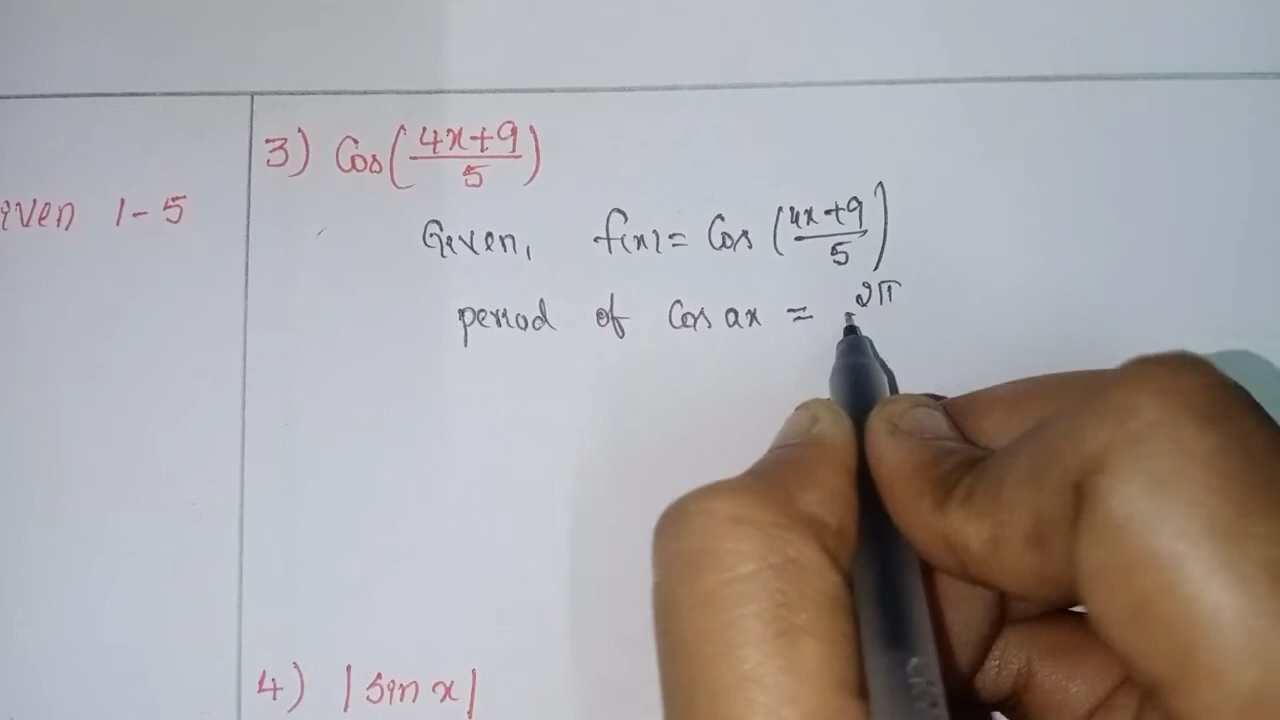 3) Cos(4x+9/5)
iven 1-5
Given, f(x) = Cos (4x+9/5)
period of Cos ax = 2π
4) |Sin x|